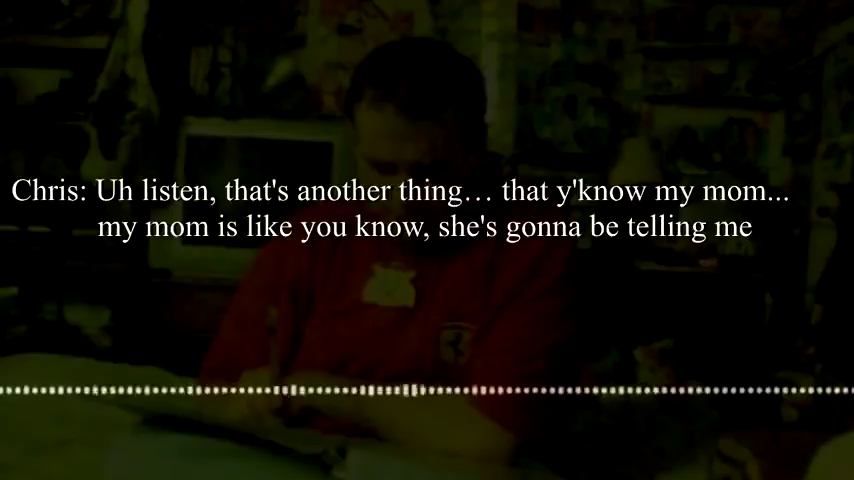 Chris: Uh listen, that's another thing… that y'know my mom...
my mom is like you know, she's gonna be telling me